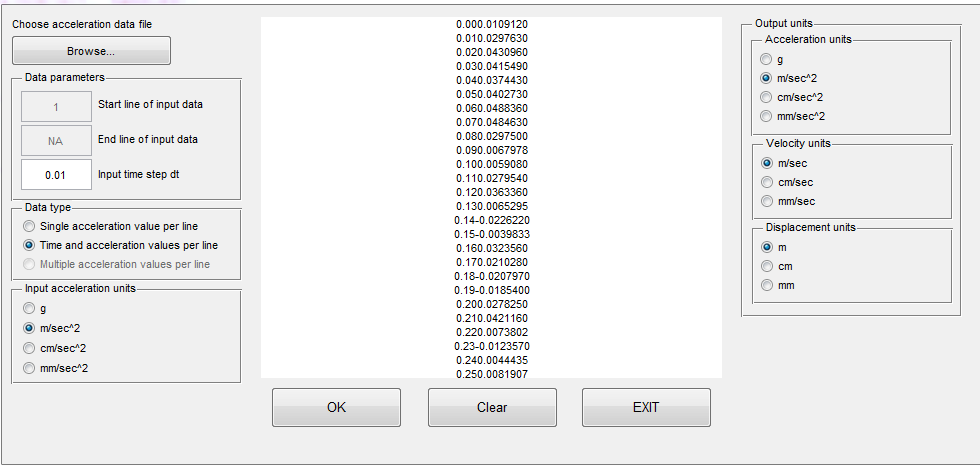 Choose acceleration data file
Browse...
Data parameters
1
Start line of input data
NA
End line of input data
0.01
Input time step dt
Data type
Single acceleration value per line
Time and acceleration values per line
Multiple acceleration values per line
Input acceleration units
g
m/sec^2
cm/sec^2
mm/sec^2
0.000.0109120
0.010.0297630
0.020.0430960
0.030.0415490
0.040.0374430
0.050.0402730
0.060.0488360
0.070.0484630
0.080.0297500
0.090.0067978
0.100.0059080
0.110.0279540
0.120.0363360
0.130.0065295
0.14-0.0226220
0.15-0.0039833
0.160.0323560
0.170.0210280
0.18-0.0207970
0.19-0.0185400
0.200.0278250
0.210.0421160
0.220.0073802
0.23-0.0123570
0.240.0044435
0.250.0081907
OK
Clear
EXIT
Output units
Acceleration units
g
m/sec^2
cm/sec^2
mm/sec^2
Velocity units
m/sec
cm/sec
mm/sec
Displacement units
m
cm
mm